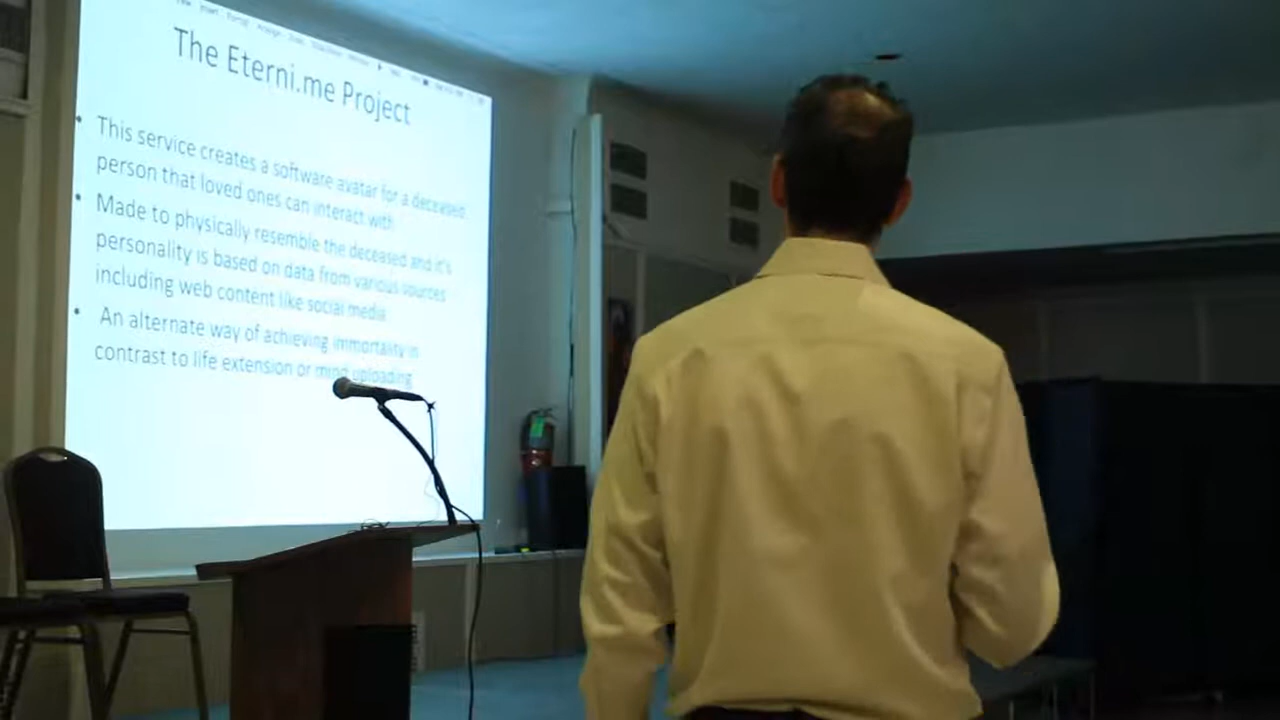 The Eterni.me Project
• This service creates a software avatar for a deceased
person that loved ones can interact with
• Made to physically resemble the deceased and it's
personality is based on data from various sources
including web content like social media
• An alternate way of achieving immortality in
contrast to life extension or mind uploading